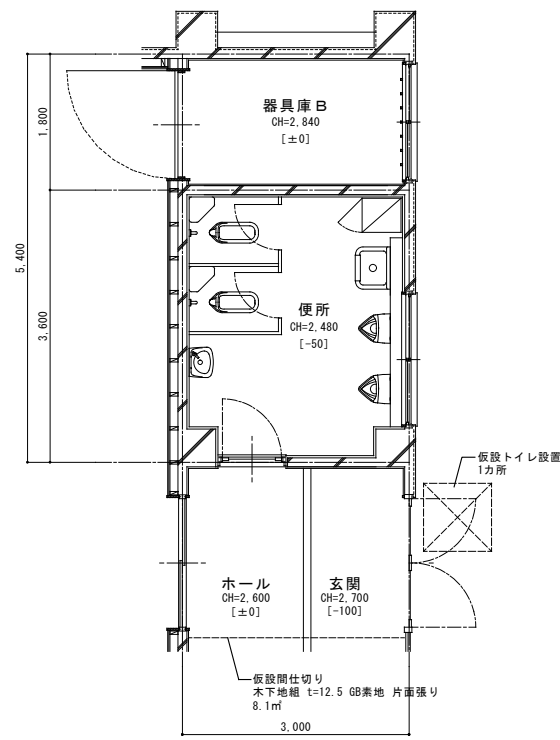 器具庫B
CH=2,840
[±0]
1,800
5,400
3,600
便所
CH=2,480
[-50]
仮設トイレ設置
1カ所
ホール
CH=2,600
[±0]
玄関
CH=2,700
[-100]
仮設間仕切り
木下地組 t=12.5 GB素地 片面張り
8.1㎡
3,000